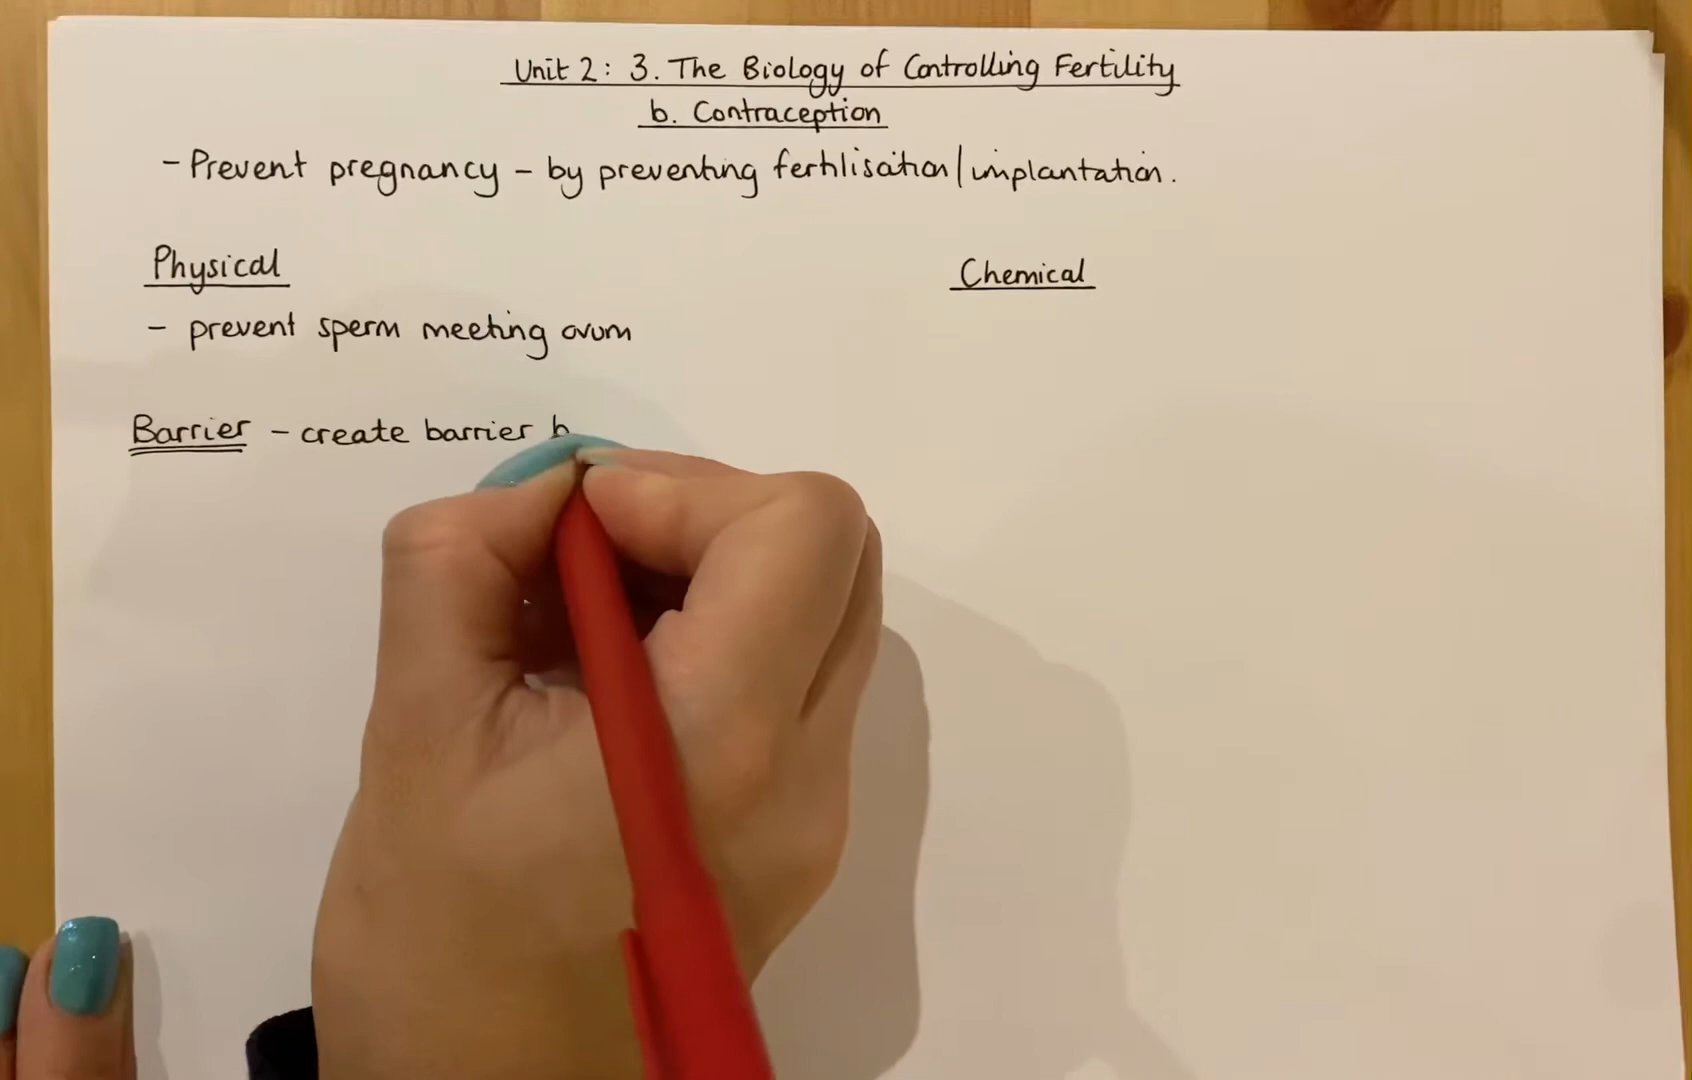 Unit 2: 3. The Biology of Controlling Fertility
b. Contraception
- Prevent pregnancy - by preventing fertilisation/implantation.
Physical
Chemical
- prevent sperm meeting ovum
Barrier - create barrier b